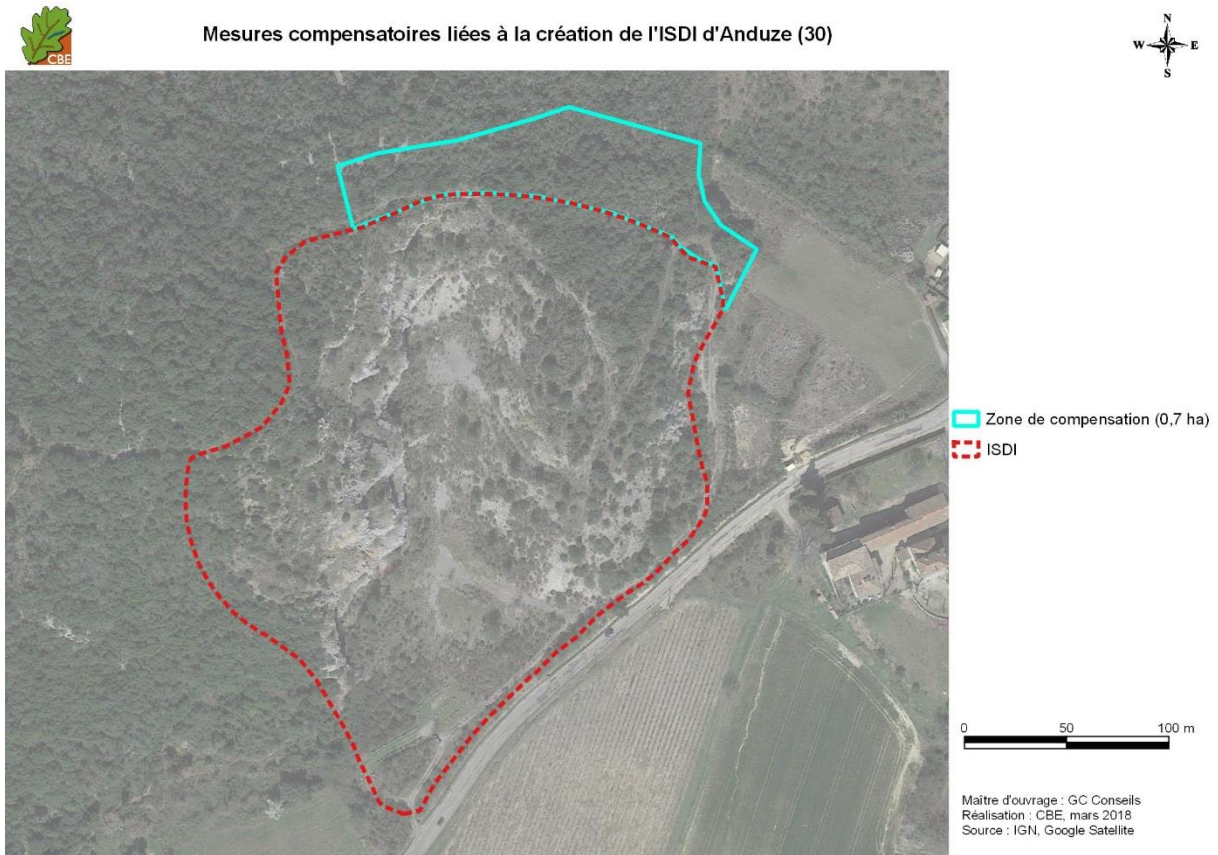 CBE
Mesures compensatoires liées à la création de l'ISDI d'Anduze (30)
N
W E
S
Zone de compensation (0,7 ha)
ISDI
0 50 100 m
Maître d'ouvrage : GC Conseils
Réalisation : CBE, mars 2018
Source : IGN, Google Satellite